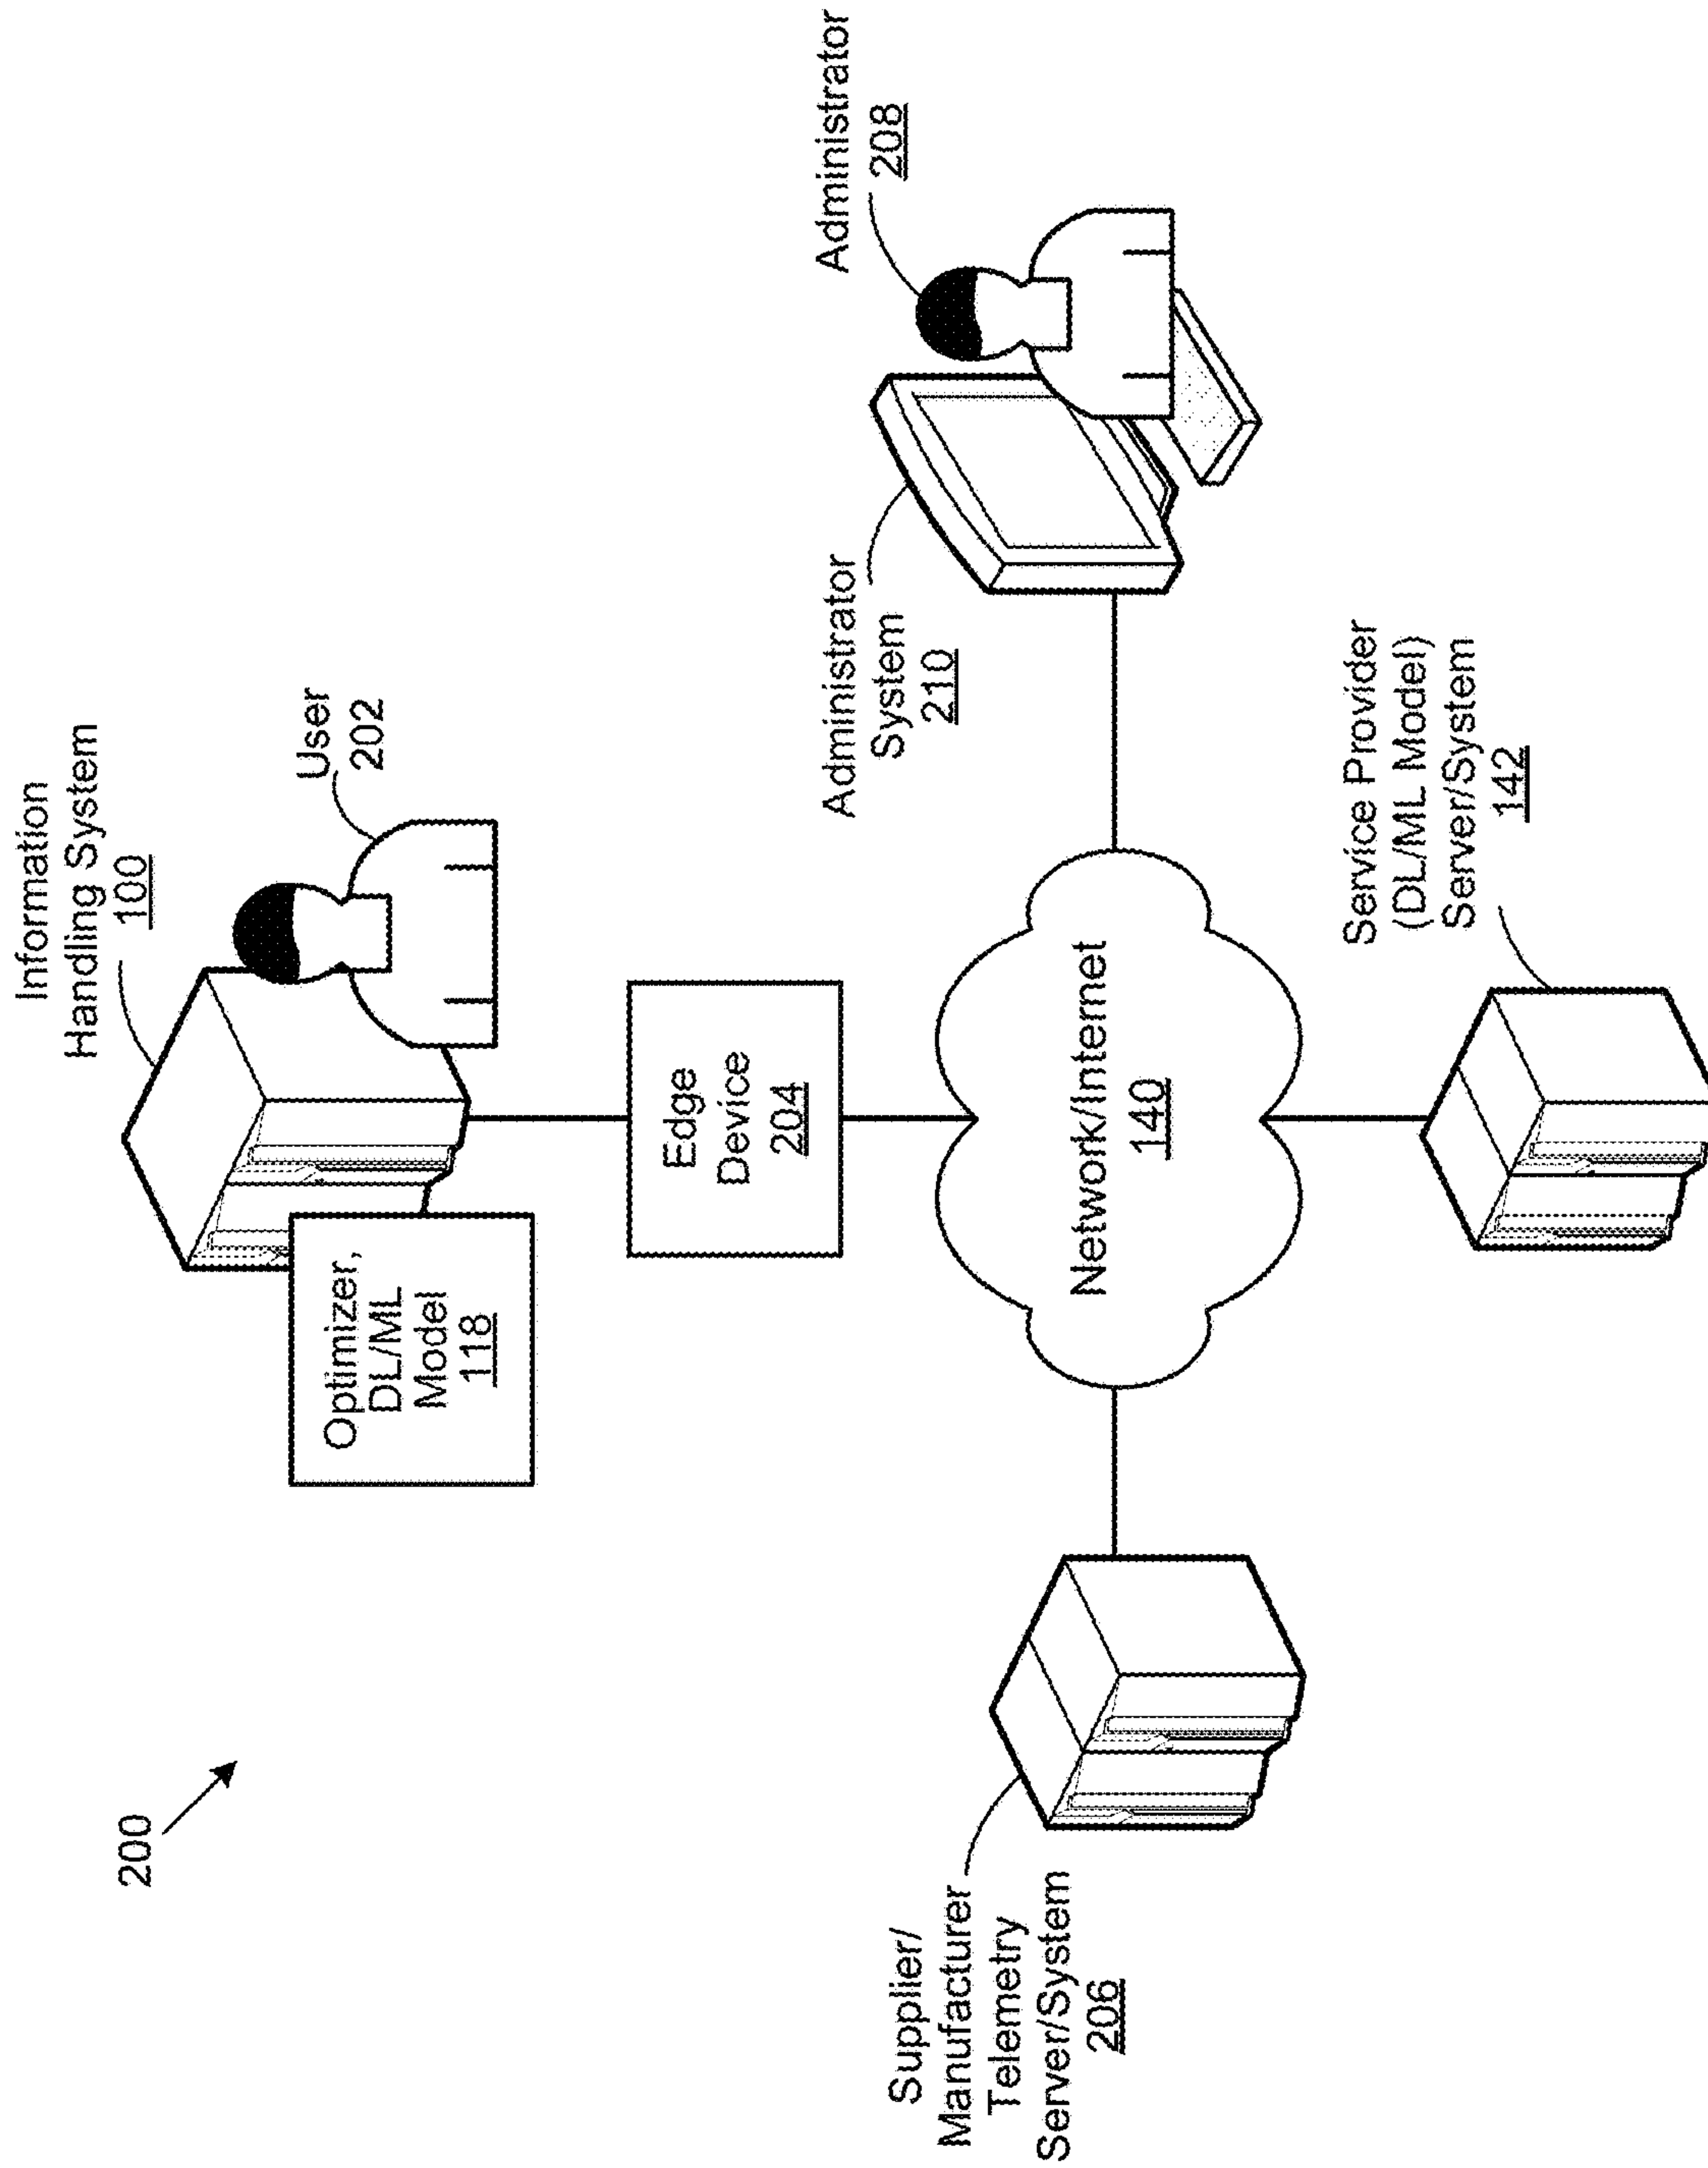 200
Information
Handling System
100
User
202
Optimizer,
DL/ML
Model
118
Edge
Device
204
Network/Internet
140
Supplier/
Manufacturer
Telemetry
Server/System
206
Administrator
System
210
Administrator
208
Service Provider
(DL/ML Model)
Server/System
142